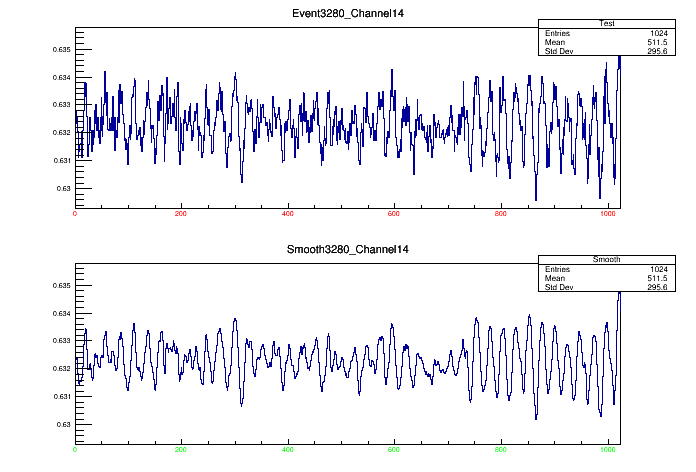 Event3280_Channel14
Test
Entries 1024
Mean 511.5
Std Dev 295.6
0.635
0.634
0.633
0.632
0.631
0.63
0 200 400 600 800 1000
Smooth3280_Channel14
Smooth
Entries 1024
Mean 511.5
Std Dev 295.6
0.635
0.634
0.633
0.632
0.631
0.63
0 200 400 600 800 1000